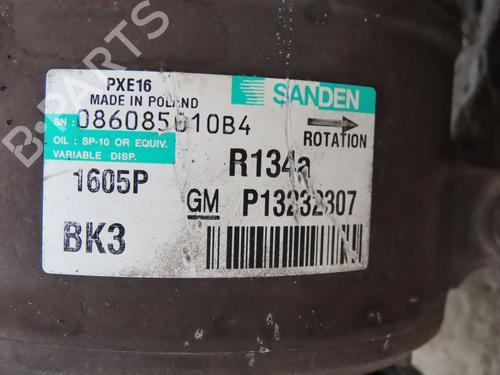 PXE16
MADE IN POLAND
SANDEN
SN: 086085010B4
OIL: SP-10 OR EQUIV.
VARIABLE DISP.
ROTATION
1605P
R134a
GM P13232307
BK3
B PARTS